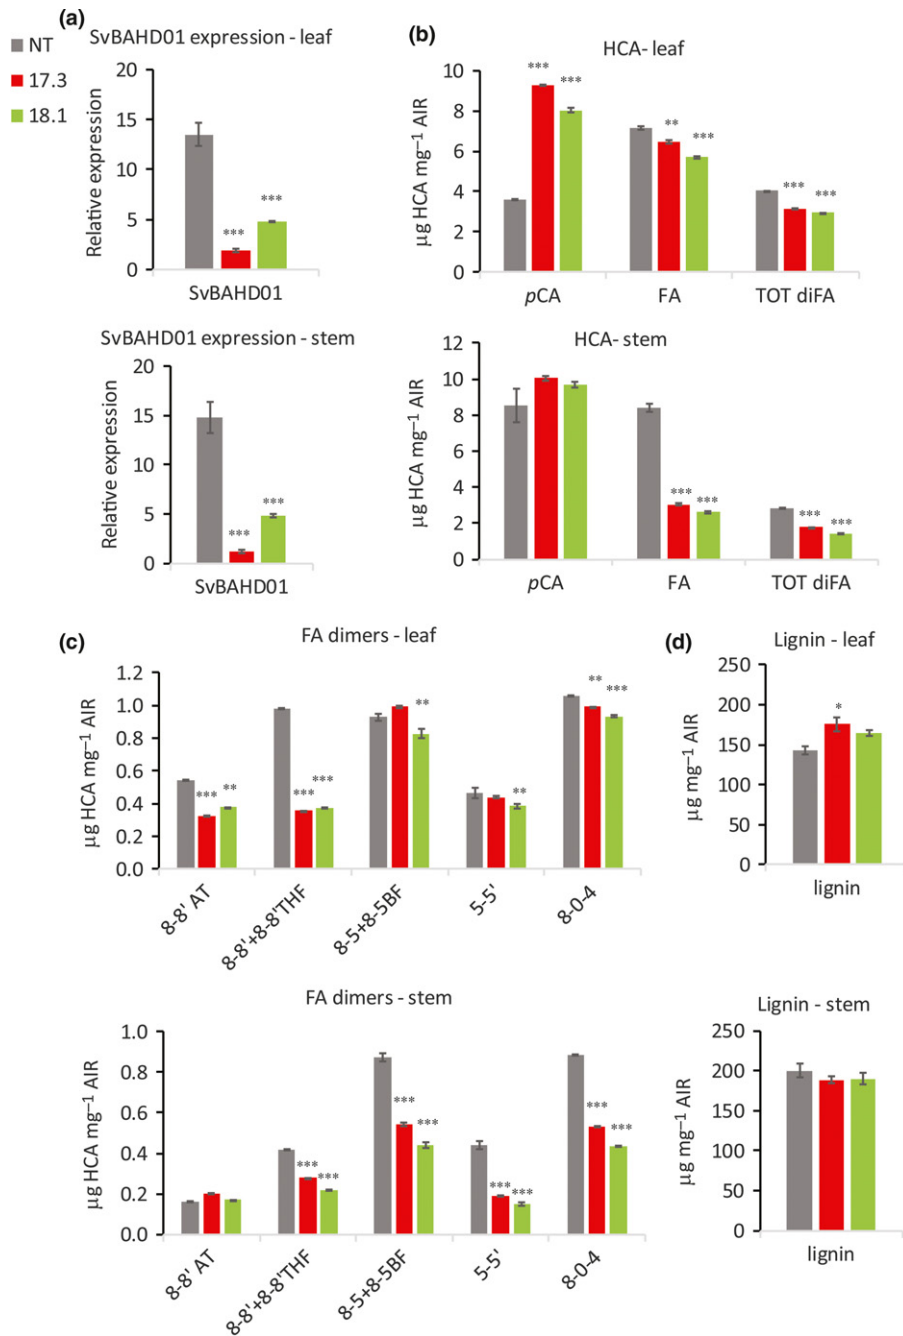 (a)
SvBAHD01 expression - leaf
NT
17.3
18.1
Relative expression
20
15
10
5
0
***
***
SvBAHD01
(b)
HCA- leaf
µg HCA mg⁻¹ AIR
10
8
6
4
2
0
***
***
**
***
***
***
pCA
FA
TOT diFA
SvBAHD01 expression - stem
Relative expression
20
15
10
5
0
***
***
SvBAHD01
HCA- stem
µg HCA mg⁻¹ AIR
12
10
8
6
4
2
0
***
***
***
***
pCA
FA
TOT diFA
(c)
FA dimers - leaf
µg HCA mg⁻¹ AIR
1.2
1.0
0.8
0.6
0.4
0.2
0.0
***
**
***
***
**
**
**
***
8-8' AT
8-8'+8-8'THF
8-5+8-5BF
5-5'
8-0-4
(d)
Lignin - leaf
µg mg⁻¹ AIR
250
200
150
100
50
0
*
lignin
FA dimers - stem
µg HCA mg⁻¹ AIR
1.0
0.8
0.6
0.4
0.2
0.0
***
***
***
***
***
***
***
***
8-8' AT
8-8'+8-8'THF
8-5+8-5BF
5-5'
8-0-4
Lignin - stem
µg mg⁻¹ AIR
250
200
150
100
50
0
lignin